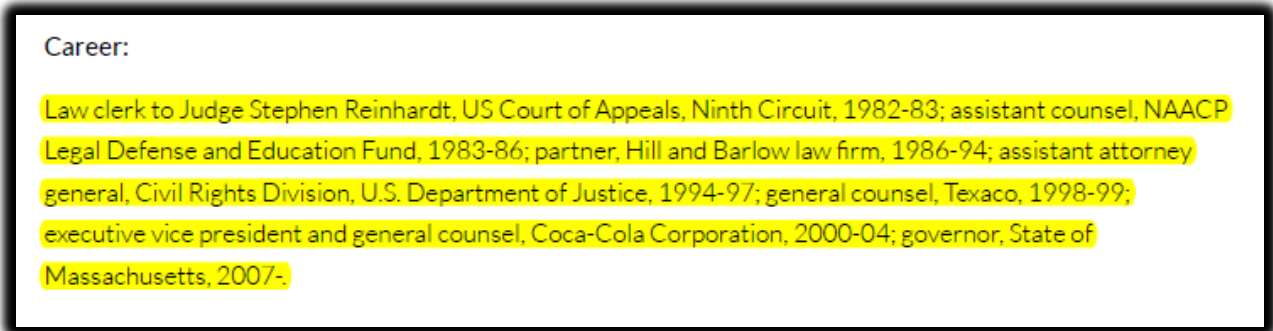 Career:
Law clerk to Judge Stephen Reinhardt, US Court of Appeals, Ninth Circuit, 1982-83; assistant counsel, NAACP
Legal Defense and Education Fund, 1983-86; partner, Hill and Barlow law firm, 1986-94; assistant attorney
general, Civil Rights Division, U.S. Department of Justice, 1994-97; general counsel, Texaco, 1998-99;
executive vice president and general counsel, Coca-Cola Corporation, 2000-04; governor, State of
Massachusetts, 2007-.